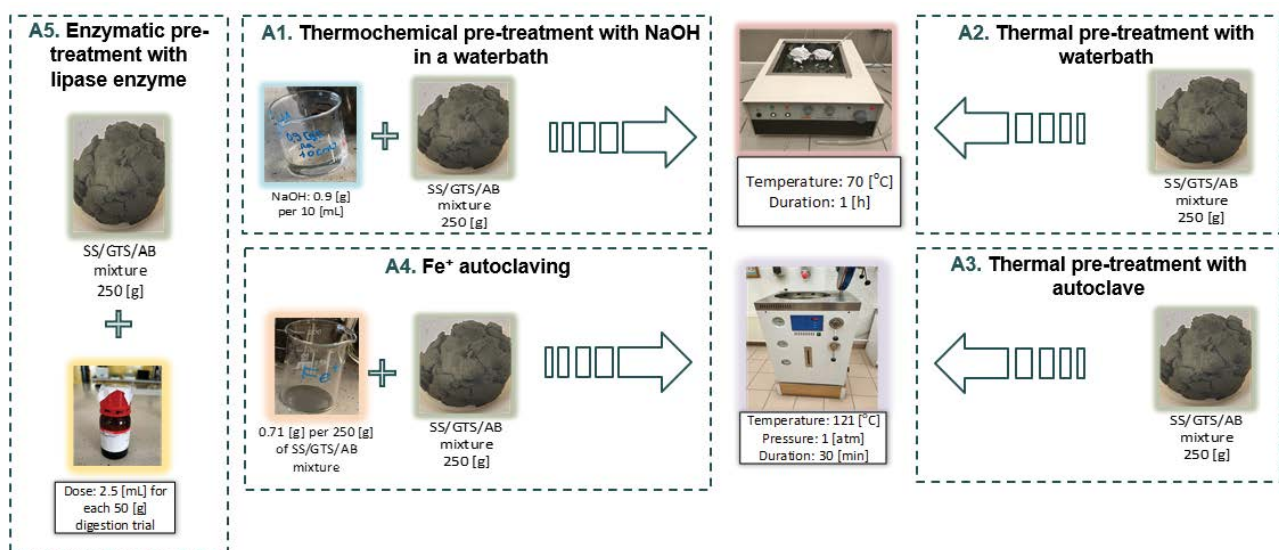 A5. Enzymatic pre-
treatment with
lipase enzyme
SS/GTS/AB
mixture
250 [g]
Dose: 2.5 [mL] for
each 50 [g]
digestion trial
A1. Thermochemical pre-treatment with NaOH
in a waterbath
NaOH: 0.9 [g]
per 10 [mL]
SS/GTS/AB
mixture
250 [g]
Temperature: 70 [°C]
Duration: 1 [h]
A2. Thermal pre-treatment
with waterbath
SS/GTS/AB
mixture
250 [g]
A4. Fe⁺ autoclaving
Fe
0.71 [g] per 250 [g]
of SS/GTS/AB
mixture
SS/GTS/AB
mixture
250 [g]
Temperature: 121 [°C]
Pressure: 1 [atm]
Duration: 30 [min]
A3. Thermal pre-treatment with
autoclave
SS/GTS/AB
mixture
250 [g]